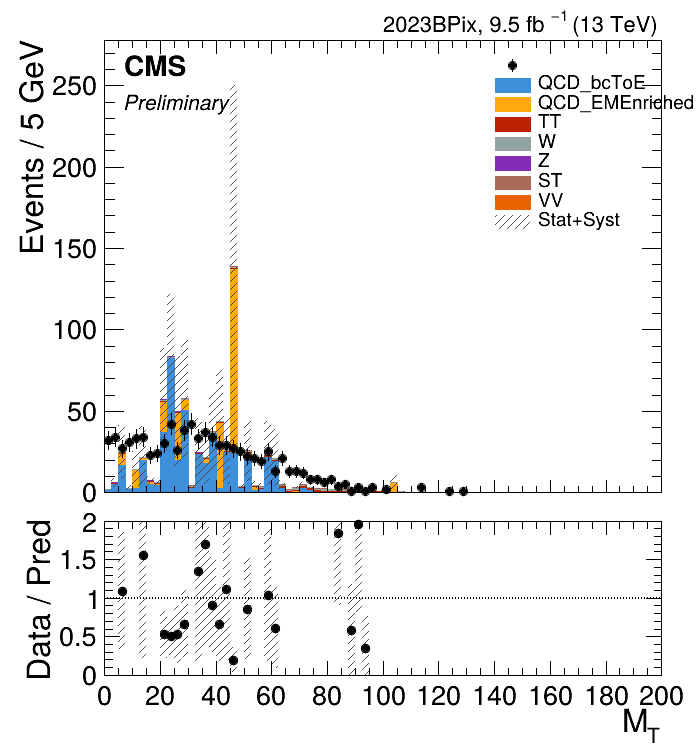 2023BPix, 9.5 fb⁻¹ (13 TeV)
CMS
Preliminary
QCD_bcToE
QCD_EMEnriched
TT
W
Z
ST
VV
Stat+Syst
Events / 5 GeV
250
200
150
100
50
0
Data / Pred
2
1.5
1
0.5
0
0 20 40 60 80 100 120 140 160 180 200
M_T